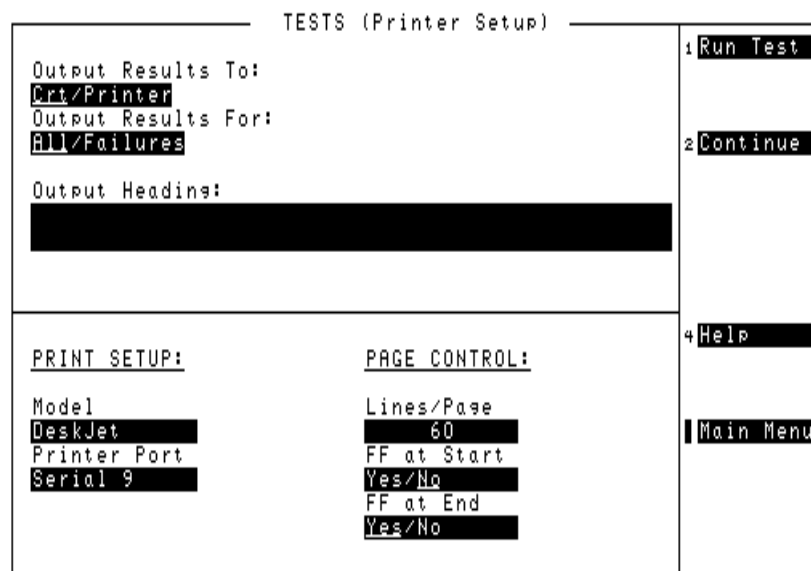 TESTS (Printer Setup)
Output Results To:
Crt/Printer
Output Results For:
All/Failures
Output Heading:
PRINT SETUP:
Model
DeskJet
Printer Port
Serial 9
PAGE CONTROL:
Lines/Page
60
FF at Start
Yes/No
FF at End
Yes/No
1 Run Test
2 Continue
4 Help
Main Menu